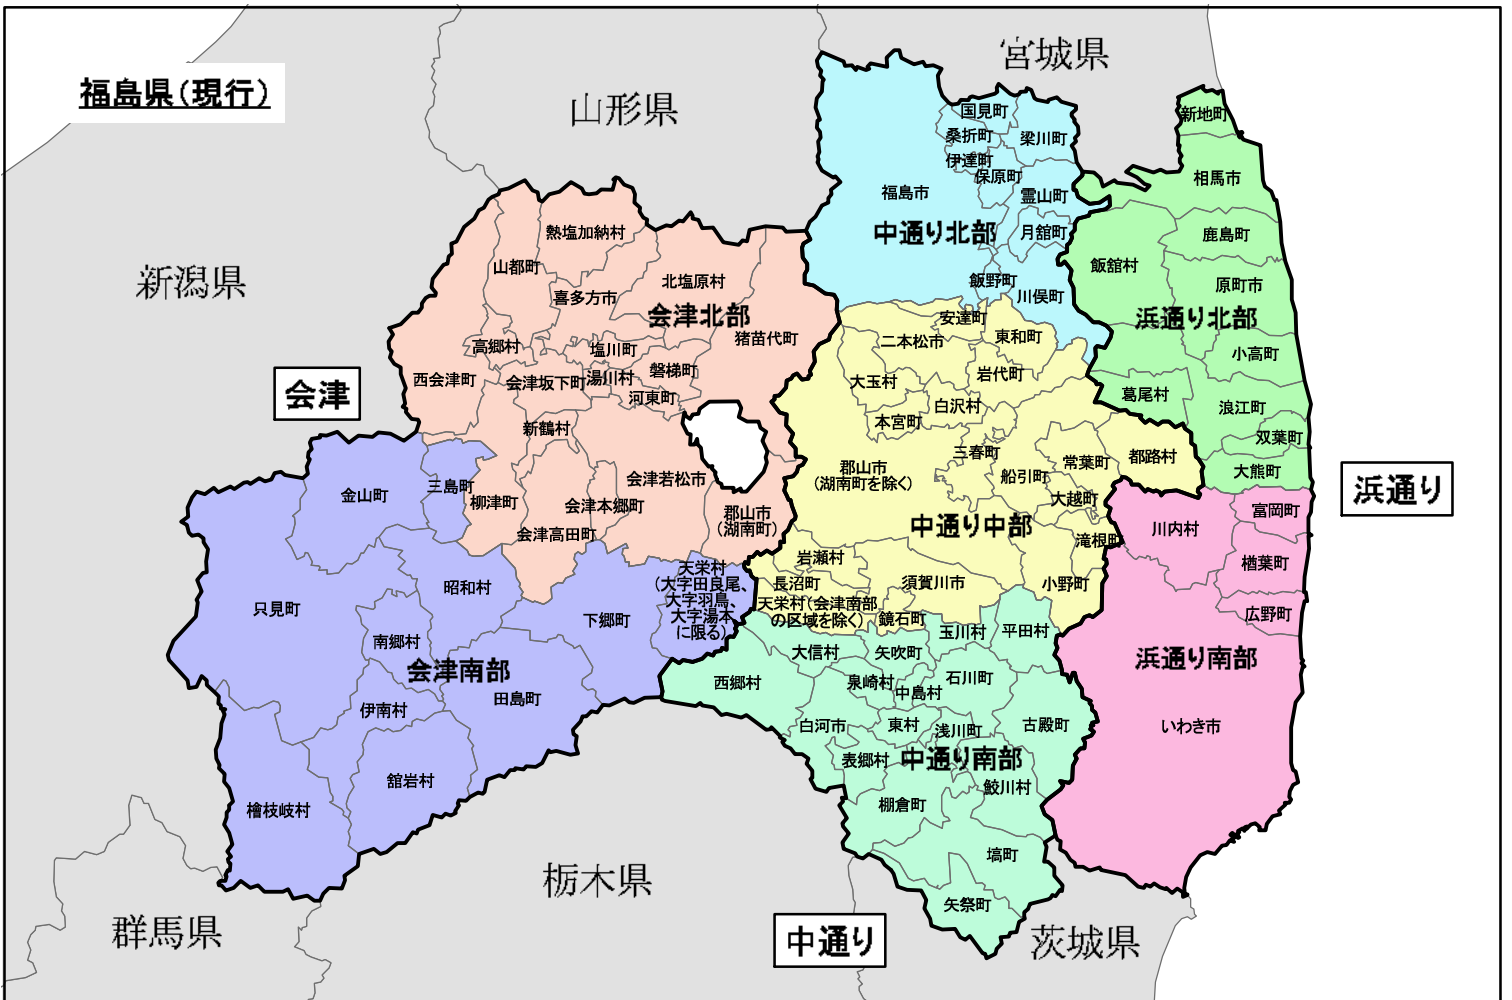 福島県（現行）
宮城県
山形県
新潟県
群馬県
栃木県
茨城県
会津
中通り
浜通り
会津北部
熱塩加納村
山都町
北塩原村
喜多方市
猪苗代町
高郷村
塩川町
磐梯町
西会津町
会津坂下町
湯川村
河東町
新鶴村
会津若松市
柳津町
会津本郷町
会津高田町
郡山市
（湖南町）
会津南部
金山町
三島町
昭和村
只見町
南郷村
下郷町
天栄村
（大字田良尾、
大字羽鳥、
大字湯本
に限る）
伊南村
田島町
舘岩村
檜枝岐村
中通り北部
国見町
桑折町
梁川町
伊達町
保原町
福島市
霊山町
月舘町
飯野町
川俣町
中通り中部
安達町
二本松市
東和町
大玉村
岩代町
白沢村
本宮町
三春町
郡山市
（湖南町を除く）
船引町
常葉町
都路村
大越町
滝根町
岩瀬村
長沼町
須賀川市
小野町
天栄村（会津南部
の区域を除く）
鏡石町
中通り南部
玉川村
平田村
大信村
矢吹町
西郷村
泉崎村
中島村
石川町
白河市
東村
浅川町
古殿町
表郷村
鮫川村
棚倉町
塙町
矢祭町
浜通り北部
新地町
相馬市
鹿島町
飯舘村
原町市
小高町
葛尾村
浪江町
双葉町
大熊町
浜通り南部
富岡町
川内村
楢葉町
広野町
いわき市